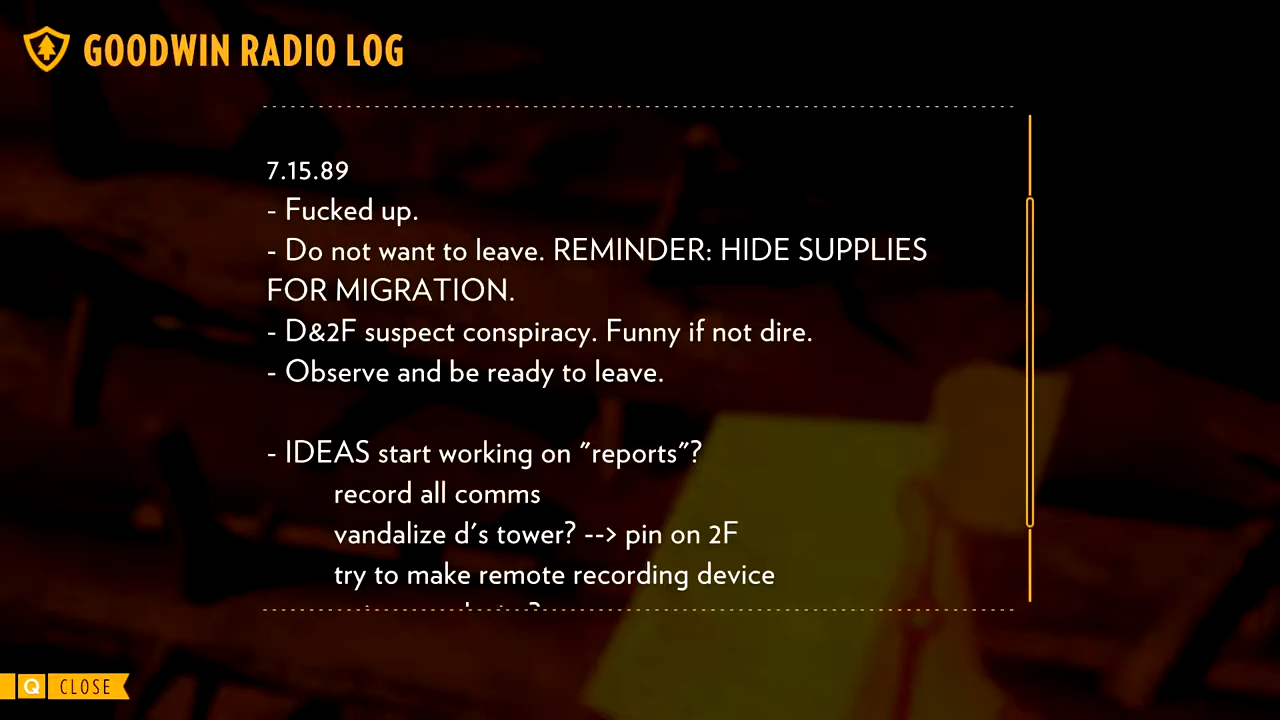 GOODWIN RADIO LOG
7.15.89
- Fucked up.
- Do not want to leave. REMINDER: HIDE SUPPLIES
FOR MIGRATION.
- D&2F suspect conspiracy. Funny if not dire.
- Observe and be ready to leave.
- IDEAS start working on "reports"?
record all comms
vandalize d's tower? --> pin on 2F
try to make remote recording device
Q CLOSE